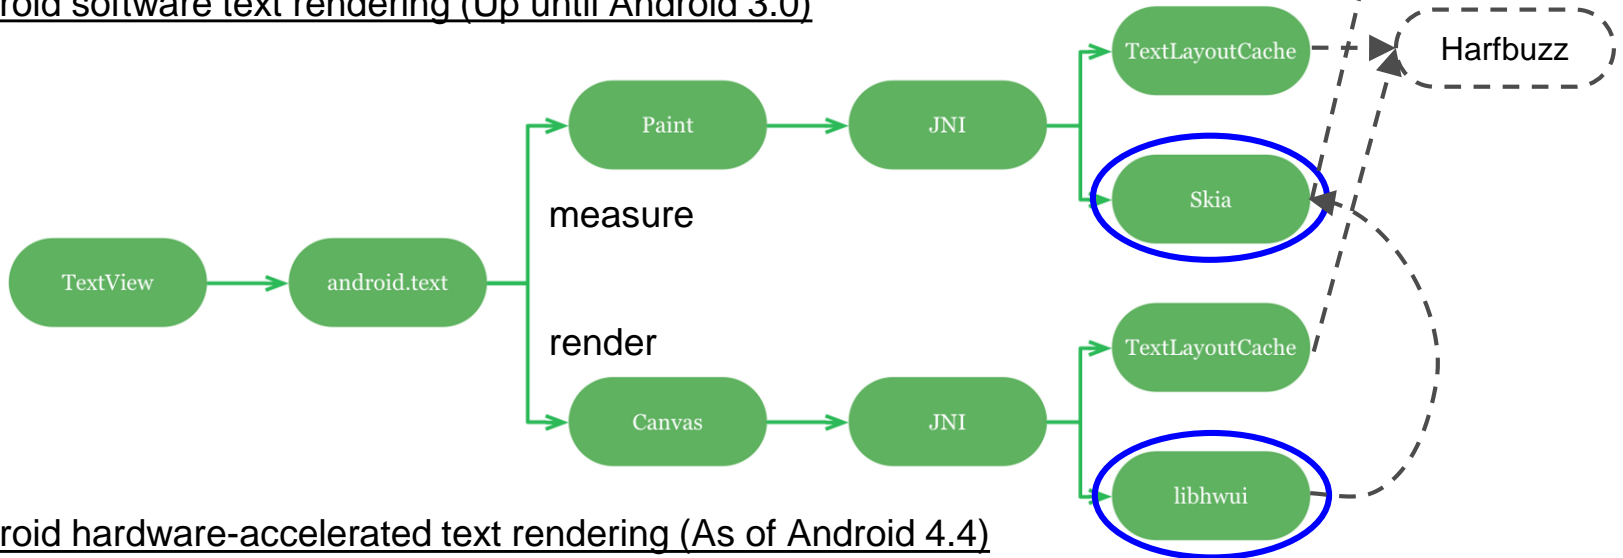 roid software text rendering (Up until Android 3.0)
TextLayoutCache
Harfbuzz
Paint
JNI
Skia
measure
TextView
android.text
render
TextLayoutCache
Canvas
JNI
libhwui
roid hardware-accelerated text rendering (As of Android 4.4)